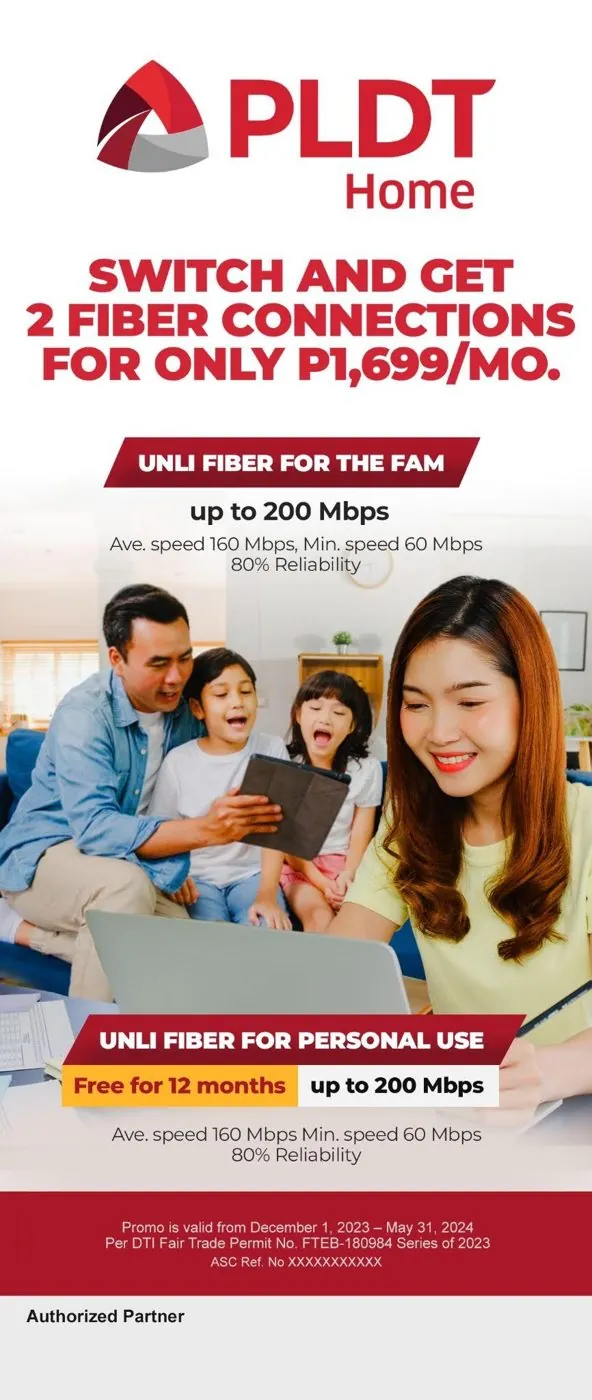 PLDT
Home
SWITCH AND GET
2 FIBER CONNECTIONS
FOR ONLY P1,699/MO.
UNLI FIBER FOR THE FAM
up to 200 Mbps
Ave. speed 160 Mbps, Min. speed 60 Mbps
80% Reliability
UNLI FIBER FOR PERSONAL USE
Free for 12 months up to 200 Mbps
Ave. speed 160 Mbps Min. speed 60 Mbps
80% Reliability
Promo is valid from December 1, 2023 – May 31, 2024
Per DTI Fair Trade Permit No. FTEB-180984 Series of 2023
ASC Ref. No XXXXXXXXXXX
Authorized Partner